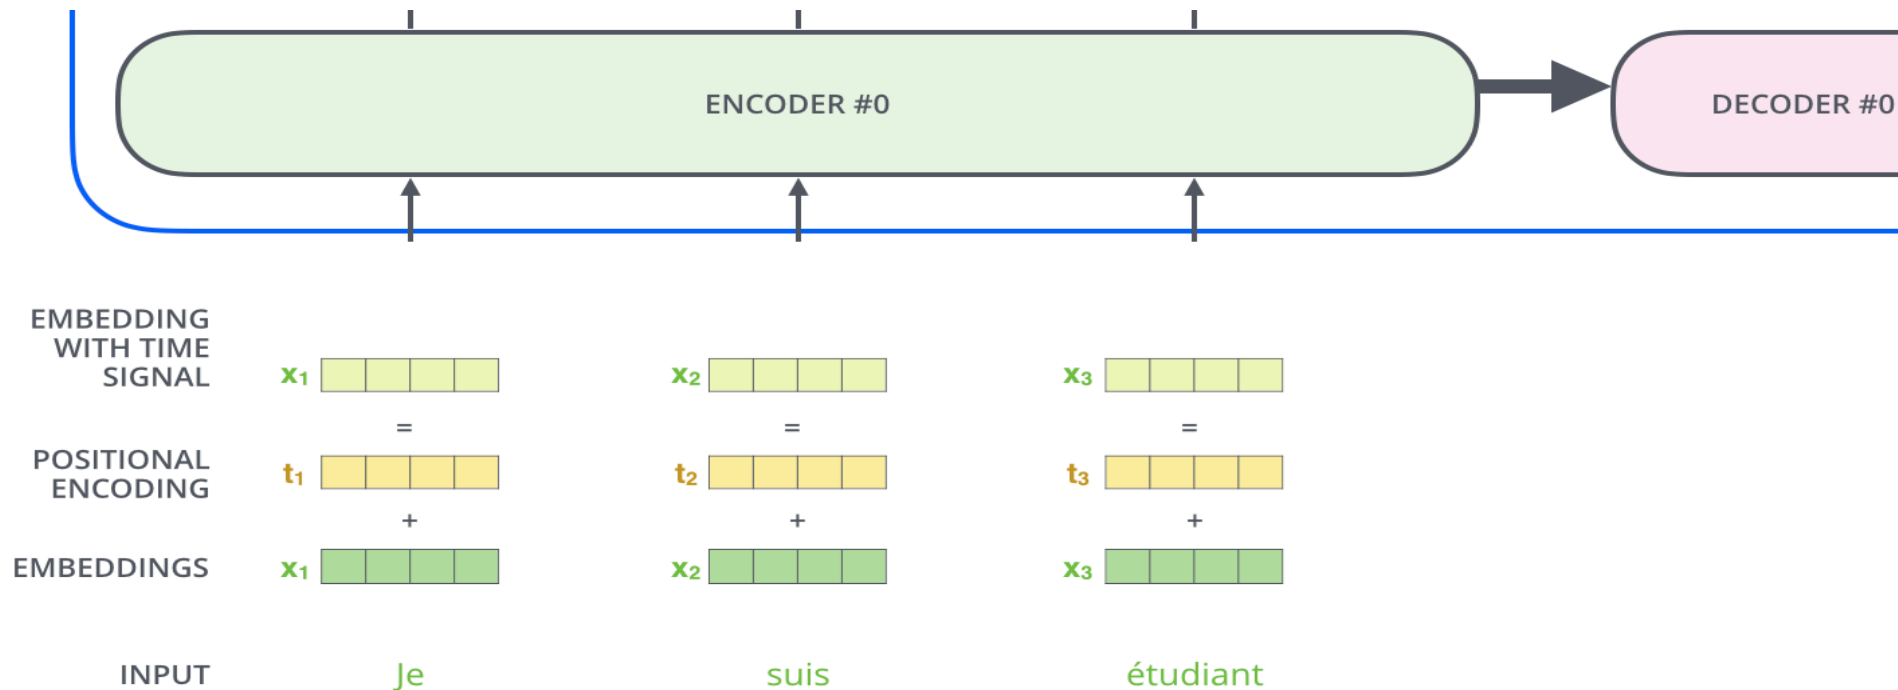 ENCODER #0
DECODER #0
EMBEDDING
WITH TIME
SIGNAL
x₁
x₂
x₃
= = =
POSITIONAL
ENCODING
t₁
t₂
t₃
+ + +
EMBEDDINGS
x₁
x₂
x₃
INPUT
Je
suis
étudiant